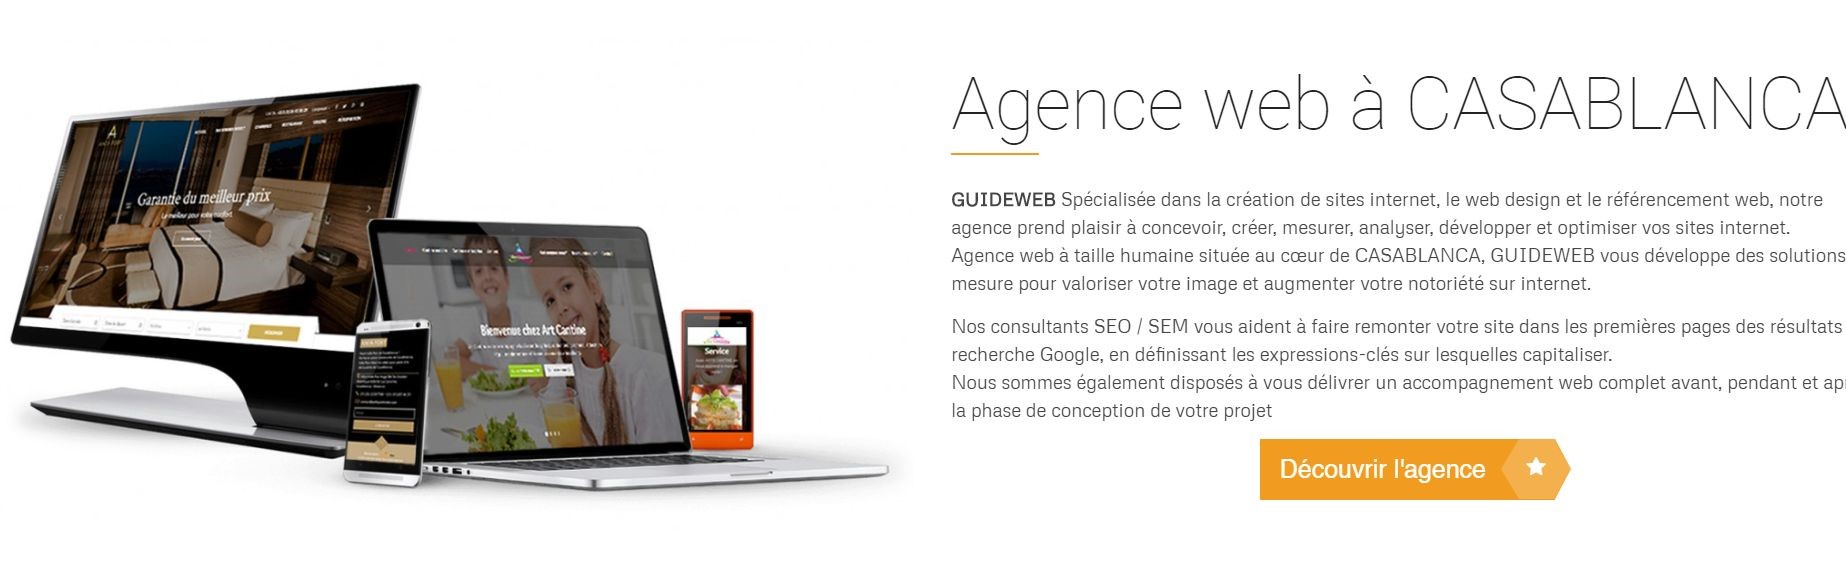 Garantie du meilleur prix
Le meilleur pour votre confort.
Bienvenue chez Art Cantine
Service
Agence web à CASABLANCA
GUIDEWEB Spécialisée dans la création de sites internet, le web design et le référencement web, notre
agence prend plaisir à concevoir, créer, mesurer, analyser, développer et optimiser vos sites internet.
Agence web à taille humaine située au cœur de CASABLANCA, GUIDEWEB vous développe des solutions
mesure pour valoriser votre image et augmenter votre notoriété sur internet.
Nos consultants SEO / SEM vous aident à faire remonter votre site dans les premières pages des résultats
recherche Google, en définissant les expressions-clés sur lesquelles capitaliser.
Nous sommes également disposés à vous délivrer un accompagnement web complet avant, pendant et apr
la phase de conception de votre projet
Découvrir l'agence